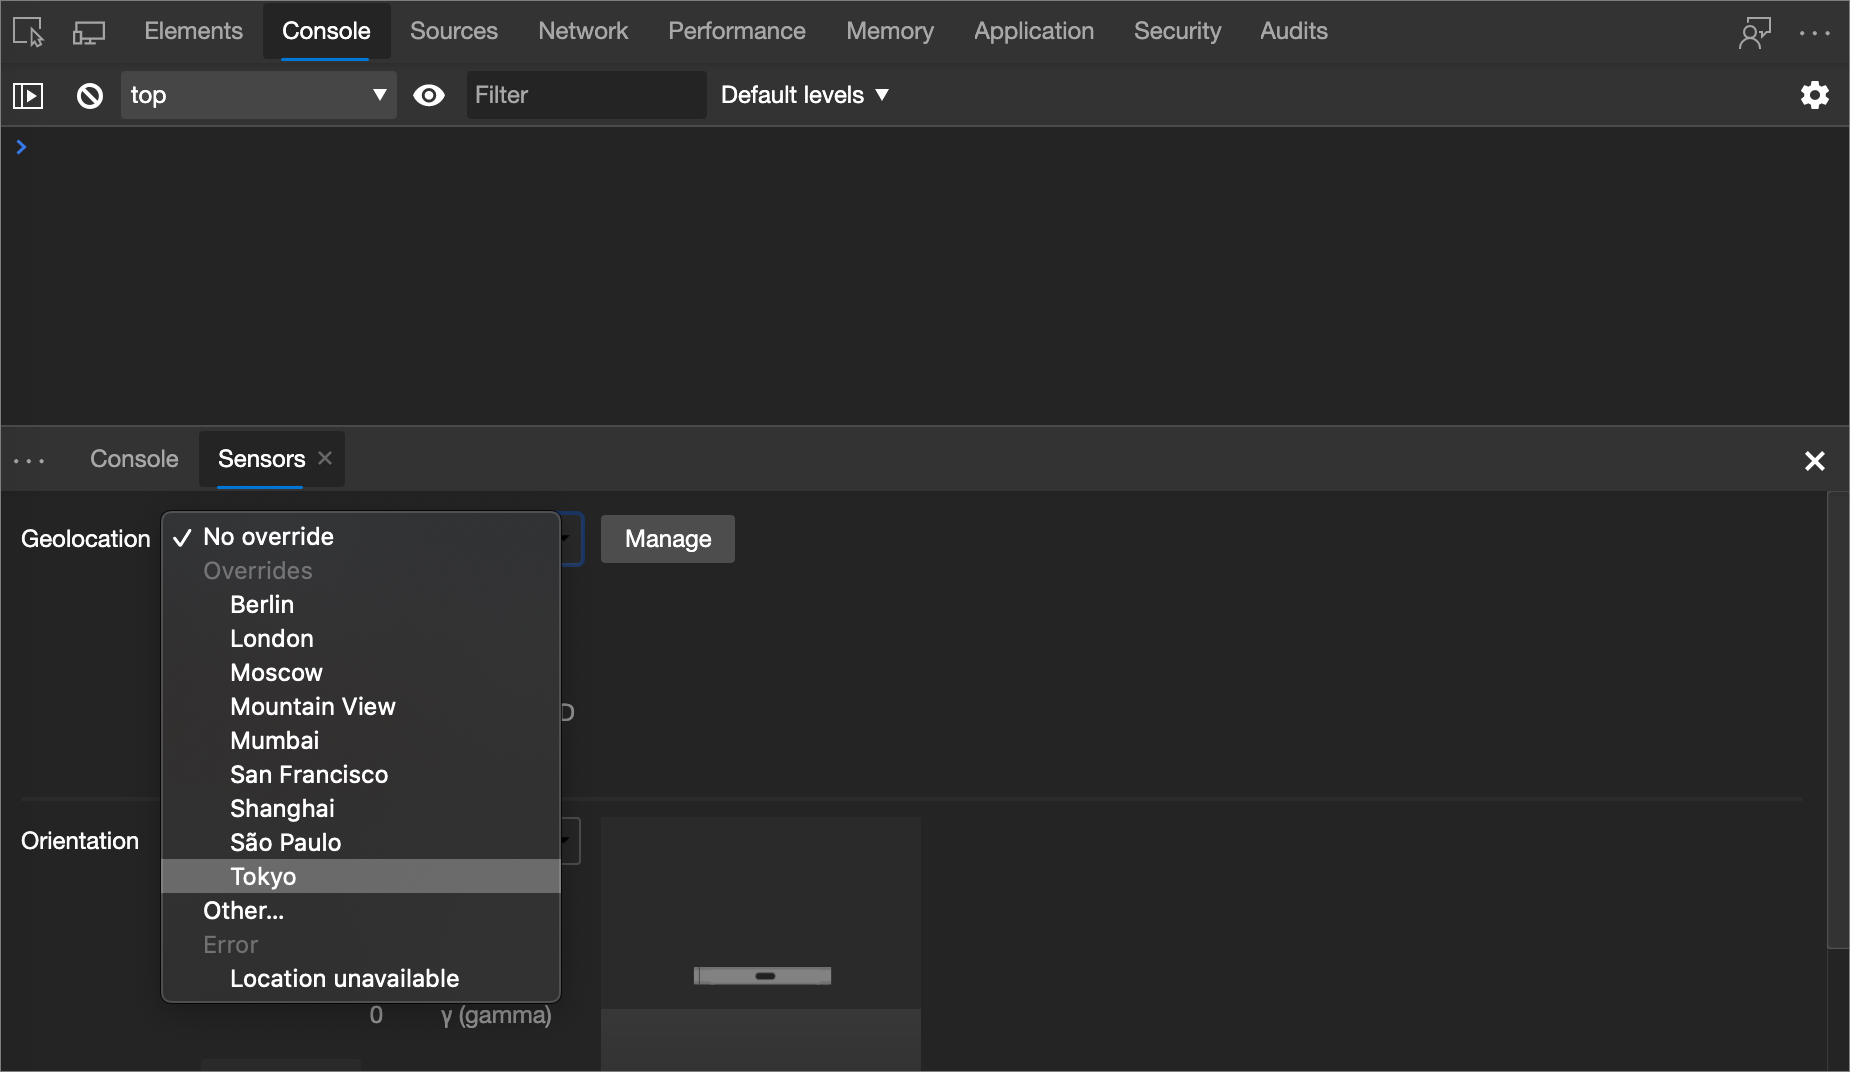 Elements Console Sources Network Performance Memory Application Security Audits
top Filter Default levels
Console Sensors
Geolocation No override Manage
Overrides
Berlin
London
Moscow
Mountain View
Mumbai
San Francisco
Shanghai
São Paulo
Orientation
Tokyo
Other...
Error
Location unavailable
0 γ (gamma)